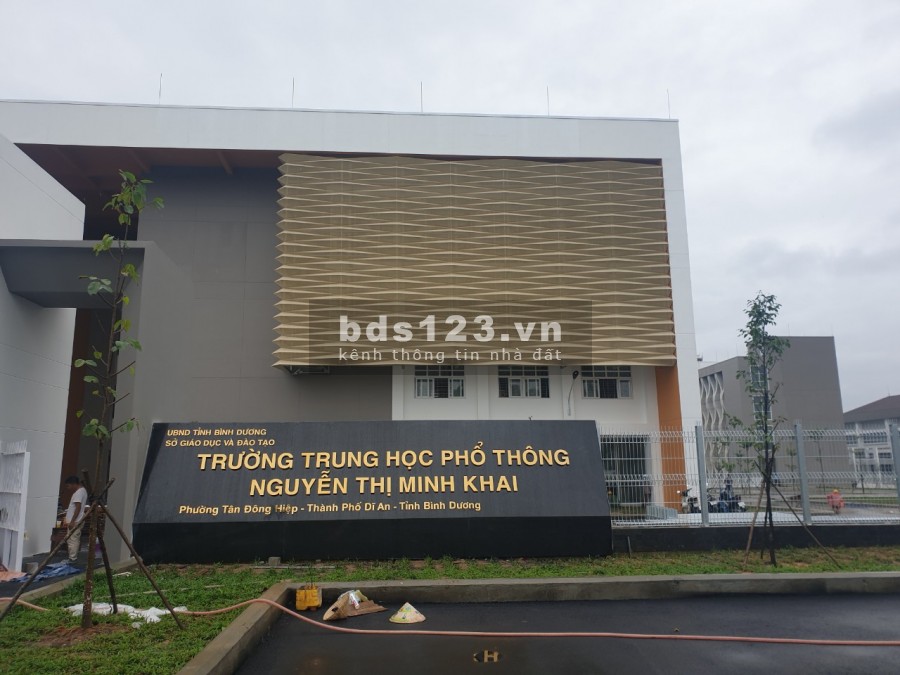 bds123.vn
kênh thông tin nhà đất
UBND TỈNH BÌNH DƯƠNG
SỞ GIÁO DỤC VÀ ĐÀO TẠO
TRƯỜNG TRUNG HỌC PHỔ THÔNG
NGUYỄN THỊ MINH KHAI
Phường Tân Đông Hiệp - Thành Phố Dĩ An - Tỉnh Bình Dương